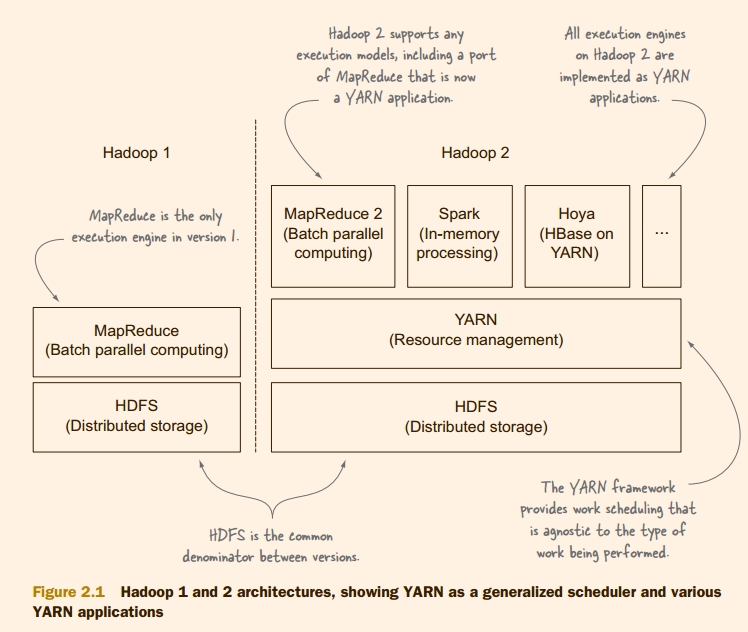 Hadoop 2 supports any
execution models, including a port
of MapReduce that is now
a YARN application.
All execution engines
on Hadoop 2 are
implemented as YARN
applications.
Hadoop 1
Hadoop 2
MapReduce is the only
execution engine in version 1.
MapReduce 2
(Batch parallel
computing)
Spark
(In-memory
processing)
Hoya
(HBase on
YARN)
...
MapReduce
(Batch parallel computing)
YARN
(Resource management)
HDFS
(Distributed storage)
HDFS
(Distributed storage)
The YARN framework
provides work scheduling that
is agnostic to the type of
work being performed.
HDFS is the common
denominator between versions.
Figure 2.1 Hadoop 1 and 2 architectures, showing YARN as a generalized scheduler and various
YARN applications